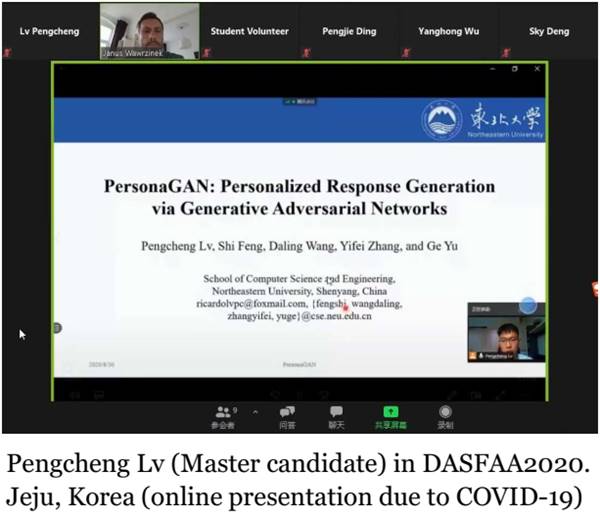 Lv Pengcheng
Janus Wawrzinek
Student Volunteer
Pengjie Ding
Yanghong Wu
Sky Deng
東北大學
Northeastern University
PersonaGAN: Personalized Response Generation
via Generative Adversarial Networks
Pengcheng Lv, Shi Feng, Daling Wang, Yifei Zhang, and Ge Yu
School of Computer Science and Engineering,
Northeastern University, Shenyang, China
ricardolvpc@foxmail.com, {fengshi, wangdaling,
zhangyifei, yuge}@cse.neu.edu.cn
Pengcheng Lv
2020/8/30
PersonaGAN
9
参会者
问答
聊天
共享屏幕
录制
Pengcheng Lv (Master candidate) in DASFAA2020.
Jeju, Korea (online presentation due to COVID-19)